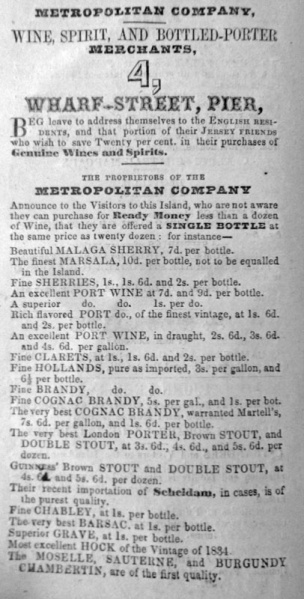 METROPOLITAN COMPANY,
WINE, SPIRIT, AND BOTTLED-PORTER
MERCHANTS,
4,
WHARF-STREET, PIER,
BEG leave to address themselves to the ENGLISH RESI-
DENTS, and that portion of their JERSEY FRIENDS
who wish to save Twenty per cent. in their purchases of
Genuine Wines and Spirits.
THE PROPRIETORS OF THE
METROPOLITAN COMPANY
Announce to the Visitors to this Island, who are not aware
they can purchase for Ready Money less than a dozen
of Wine, that they are offered a SINGLE BOTTLE at
the same price as twenty dozen: for instance—
Beautiful MALAGA SHERRY, 7d. per bottle.
The finest MARSALA, 10d. per bottle, not to be equalled
in the Island.
Fine SHERRIES, 1s., 1s. 6d. and 2s. per bottle.
An excellent PORT WINE at 7d. and 9d. per bottle.
A superior do. do. 1s. per do.
Rich flavored PORT do., of the finest vintage, at 1s. 6d.
and 2s. per bottle.
An excellent PORT WINE, in draught, 2s. 6d., 3s. 6d.
and 4s. 6d. per gallon.
Fine CLARETS, at 1s., 1s. 6d. and 2s. per bottle.
Fine HOLLANDS, pure as imported, 3s. per gallon, and
6½ per bottle.
Fine BRANDY, do. do.
Fine COGNAC BRANDY, 5s. per gal., and 1s. per bot.
The very best COGNAC BRANDY, warranted Martell's,
7s. 6d. per gallon, and 1s. 6d. per bottle.
The very best London PORTER, Brown STOUT, and
DOUBLE STOUT, at 3s. 6d., 4s. 6d., and 5s. 6d. per
dozen.
GUINNESS' Brown STOUT and DOUBLE STOUT, at
4s. 6d. and 5s. 6d. per dozen.
Their recent importation of Scheidam, in cases, is of
the purest quality.
Fine CHABLEY, at 1s. per bottle.
The very best BARSAC, at 1s. per bottle.
Superior GRAVE, at 1s. per bottle.
Most excellent HOCK of the Vintage of 1834.
The MOSELLE, SAUTERNE, and BURGUNDY
CHAMBERTIN, are of the first quality.